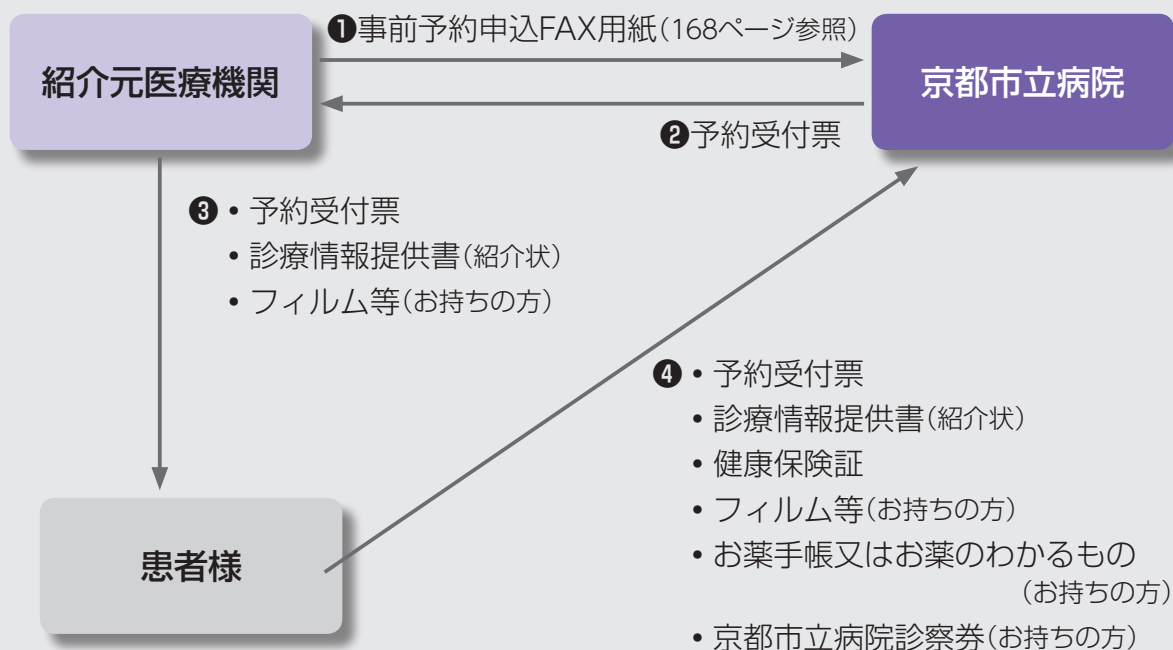 ❶事前予約申込FAX用紙(168ページ参照)
紹介元医療機関
京都市立病院
❷予約受付票
❸・予約受付票
・診療情報提供書(紹介状)
・フィルム等(お持ちの方)
❹・予約受付票
・診療情報提供書(紹介状)
・健康保険証
・フィルム等(お持ちの方)
・お薬手帳又はお薬のわかるもの
(お持ちの方)
・京都市立病院診察券(お持ちの方)
患者様